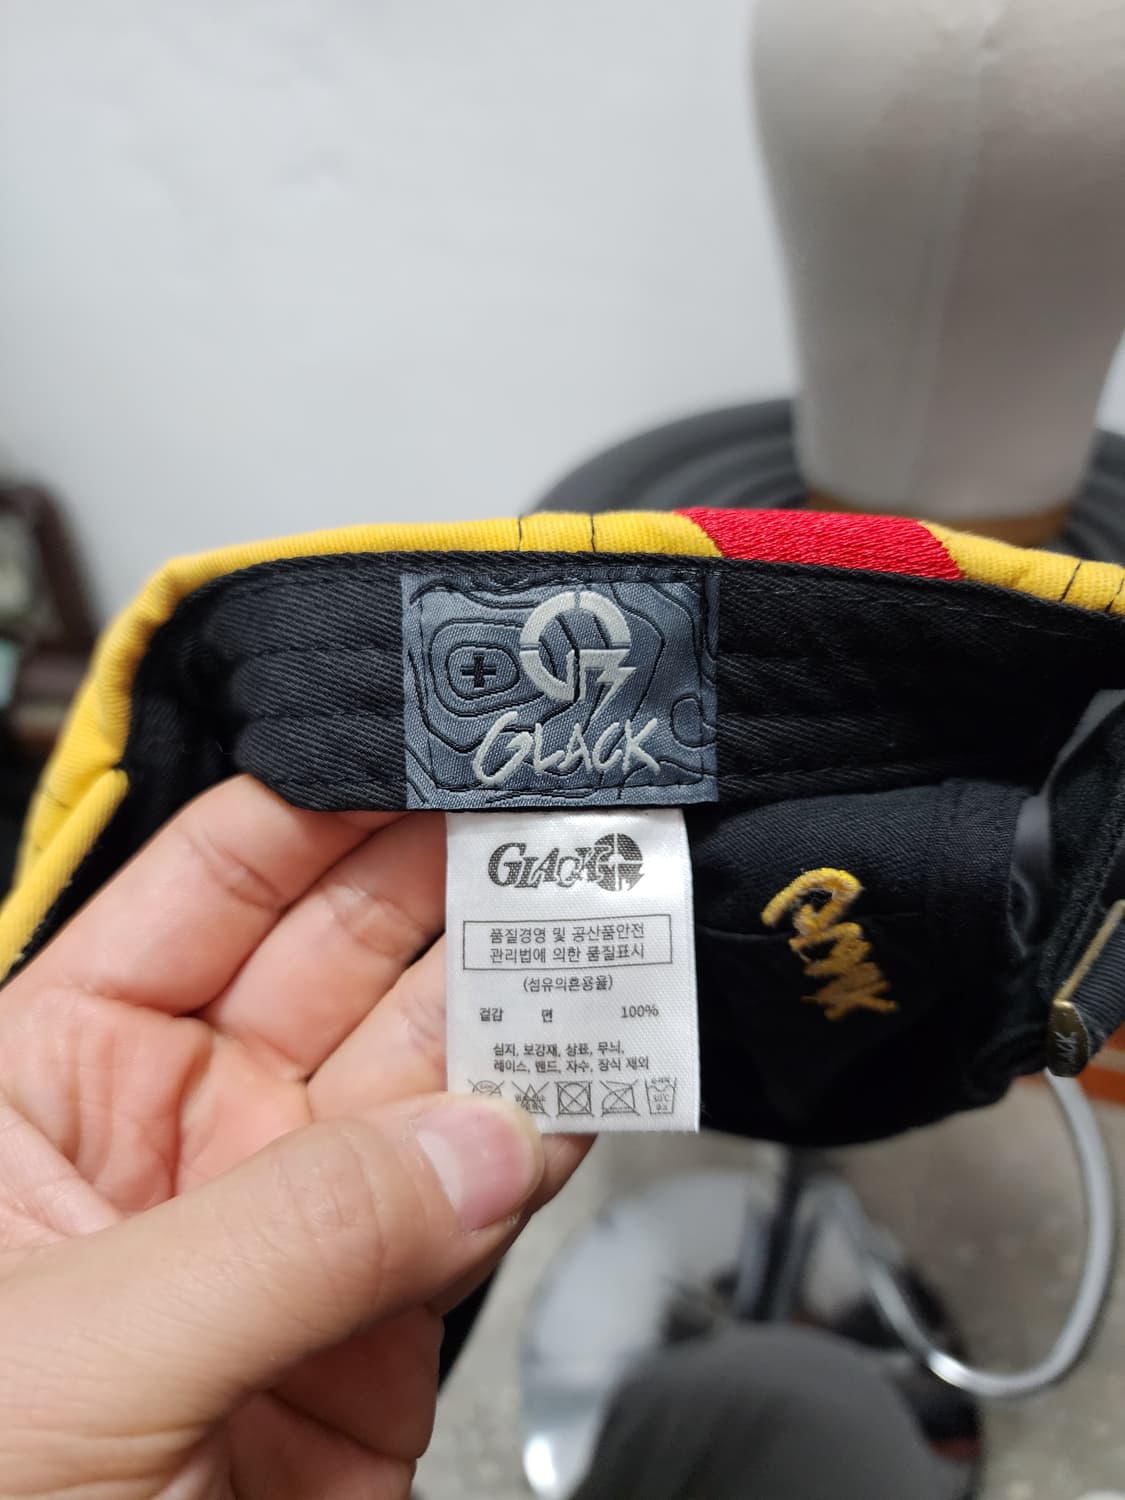 GLACK
GLACK
품질경영 및 공산품안전
관리법에 의한 품질표시
(섬유의혼용율)
겉감 면 100%
심지, 보강재, 상표, 무늬,
레이스, 밴드, 자수, 장식 제외